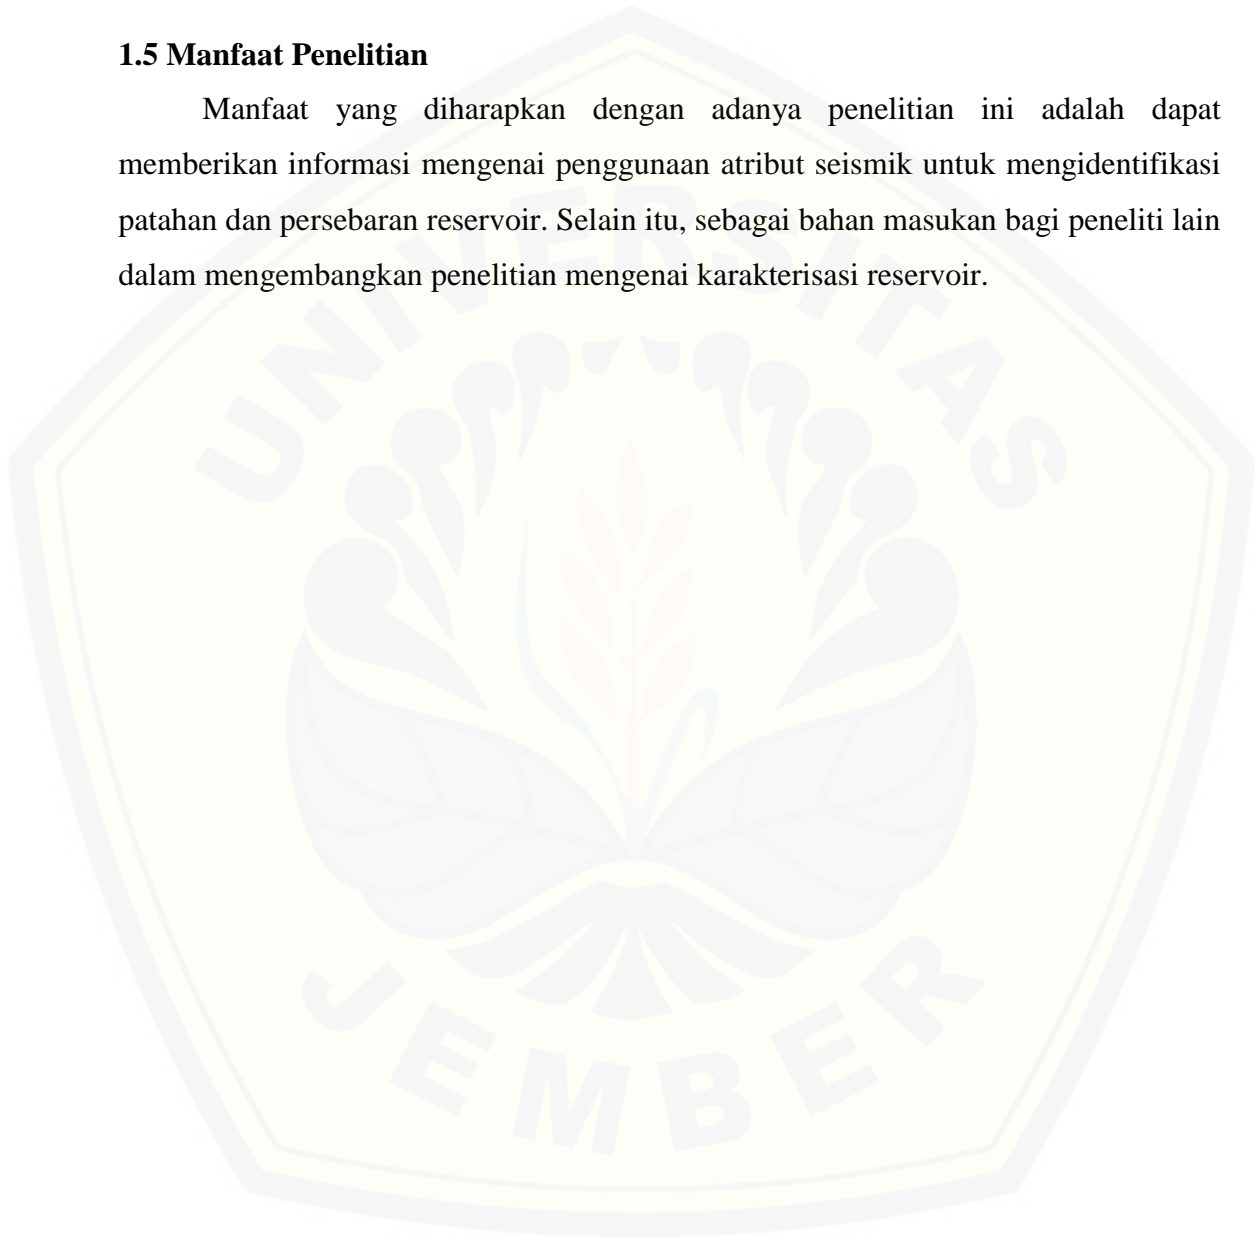 1.5 Manfaat Penelitian
Manfaat yang diharapkan dengan adanya penelitian ini adalah dapat
memberikan informasi mengenai penggunaan atribut seismik untuk mengidentifikasi
patahan dan persebaran reservoir. Selain itu, sebagai bahan masukan bagi peneliti lain
dalam mengembangkan penelitian mengenai karakterisasi reservoir.
UNIVERSITAS
JEMBER